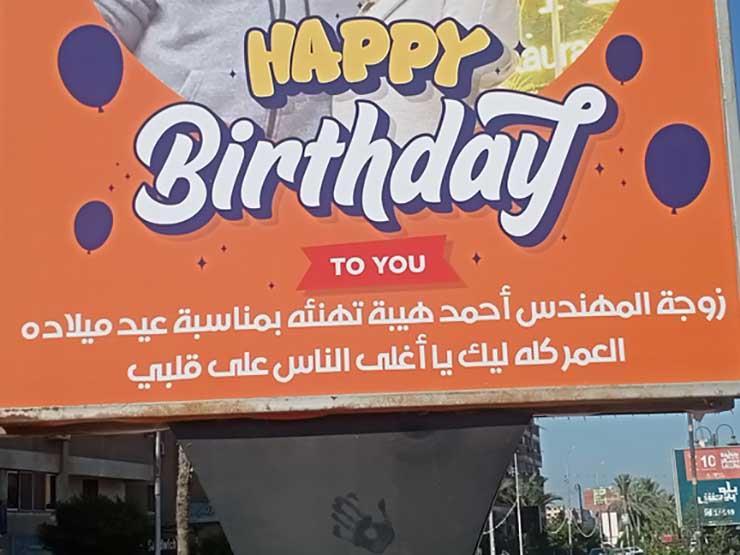 HAPPY
Birthday
TO YOU
زوجة المهندس أحمد هيبة تهنئه بمناسبة عيد ميلاده
العمر كله ليك يا أغلى الناس على قلبي
10